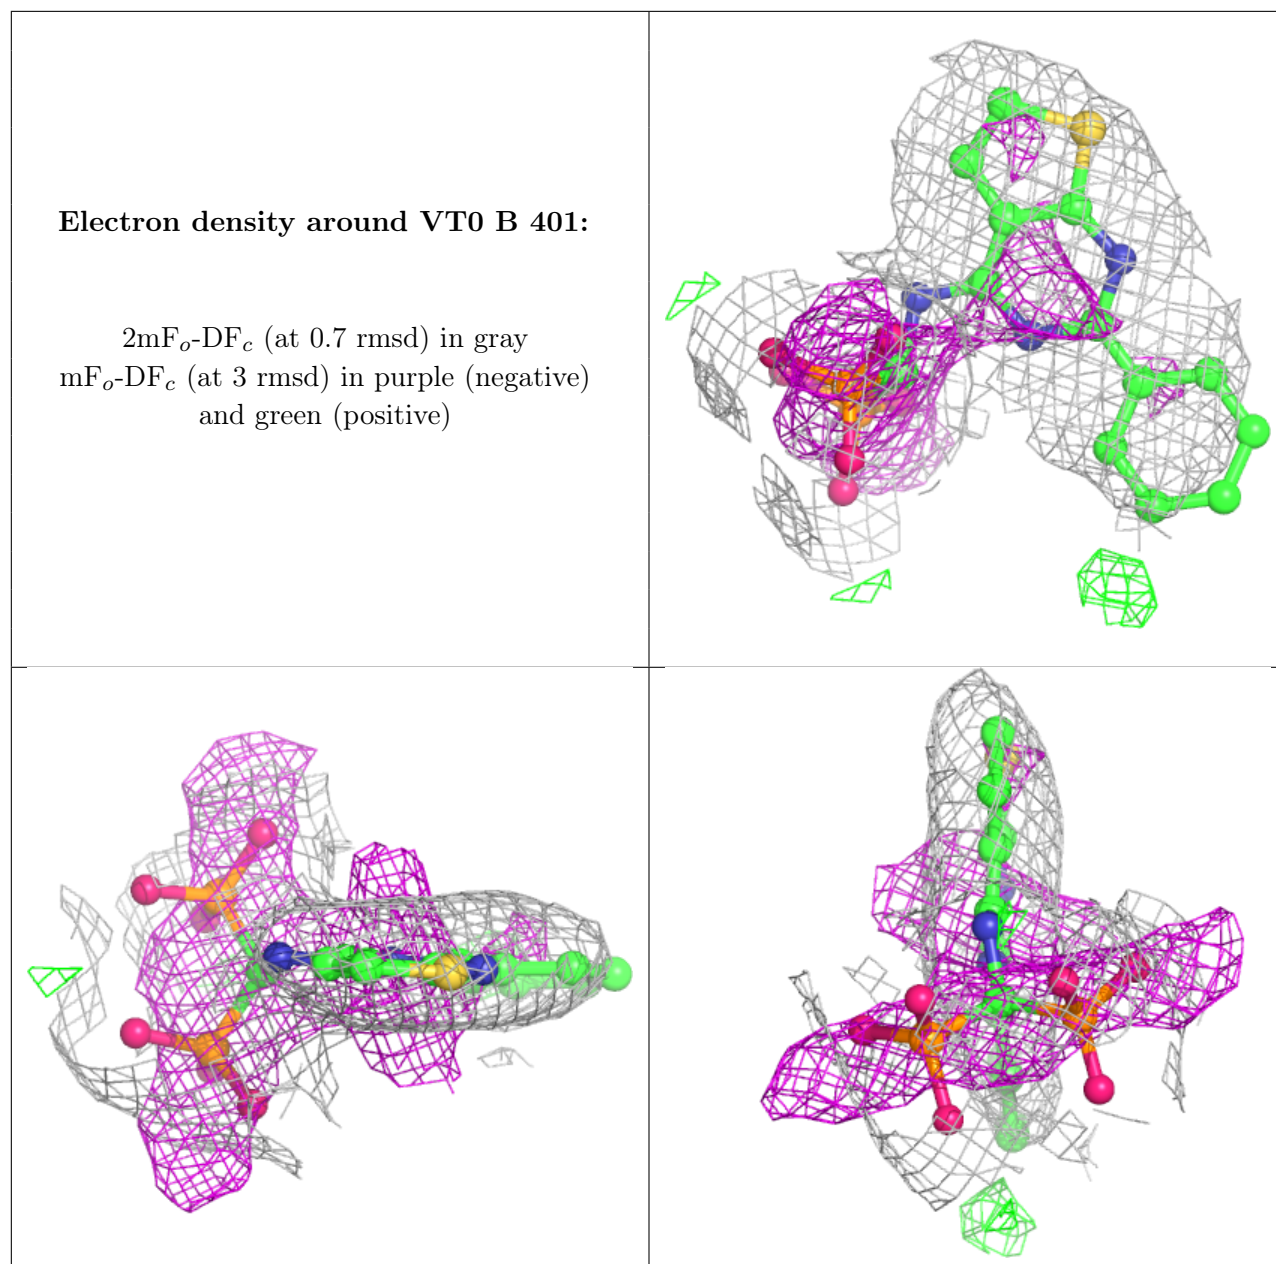 Electron density around VT0 B 401:
2mFo-DFc (at 0.7 rmsd) in gray
mFo-DFc (at 3 rmsd) in purple (negative)
and green (positive)